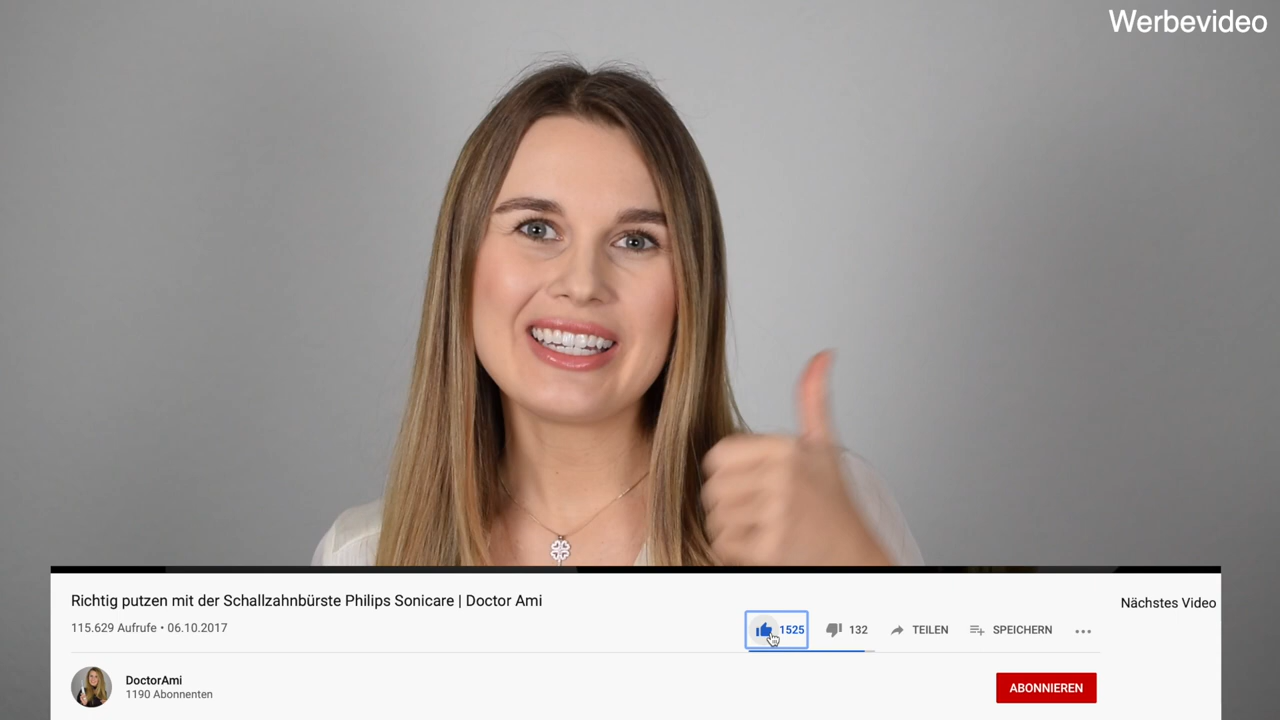 Werbevideo
Richtig putzen mit der Schallzahnbürste Philips Sonicare | Doctor Ami
Nächstes Video
115.629 Aufrufe • 06.10.2017
1525
132
TEILEN
SPEICHERN
DoctorAmi
1190 Abonnenten
ABONNIEREN